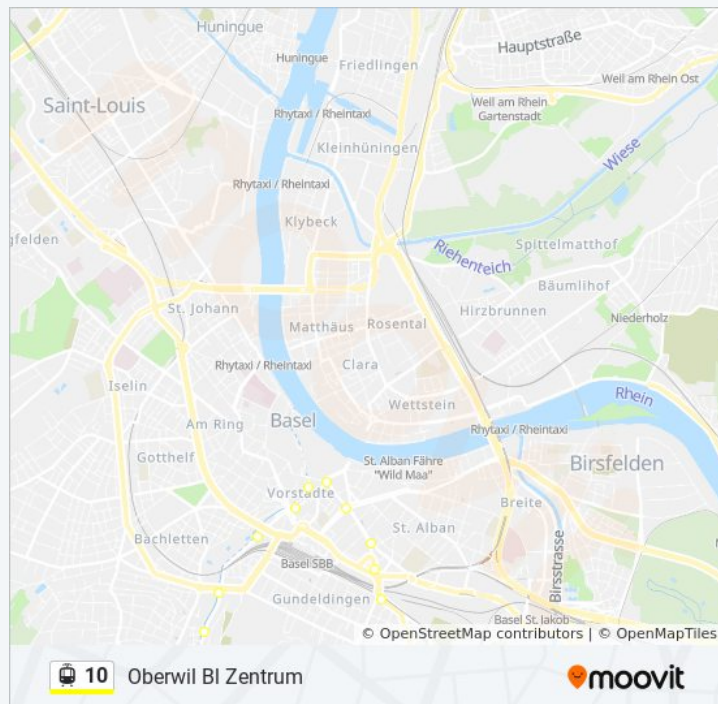 Huningue
Hauptstraße
Huningue
Friedlingen
Weil am Rhein Ost
Saint-Louis
Weil am Rhein
Gartenstadt
Rhytaxi / Rheintaxi
Kleinhüningen
Wiese
Rhytaxi / Rheintaxi
Klybeck
gfelden
Riehenteich
Spittelmatthof
Bäumlihof
St. Johann
Hirzbrunnen
Niederholz
Matthäus
Rosental
Rhytaxi / Rheintaxi
Clara
Iselin
Rhein
Wettstein
Am Ring
Basel
Rhytaxi / Rheintaxi
Gotthelf
St. Alban Fähre
"Wild Maa"
Birsfelden
Vorstädte
Breite
St. Alban
Bachletten
Basel SBB
Birsstrasse
Gundeldingen
Basel St. Jakob
© OpenStreetMap contributors | © OpenMapTiles
10 Oberwil Bl Zentrum
moovit